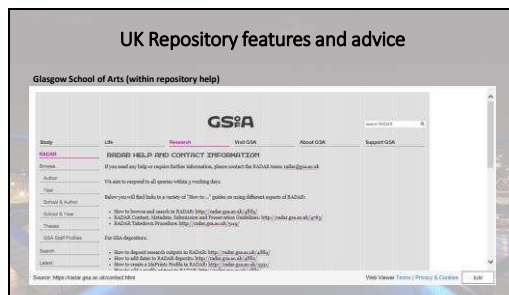 UK Repository features and advice
Glasgow School of Arts (within repository help)
GS⁰⁄A
search RADAR
Study Life Research Visit GSA About GSA Support GSA
RADAR
Browse
Author
Year
School & Author
School & Year
Theses
GSA Staff Profiles
Search
Latest
RADAR HELP AND CONTACT INFORMATION
If you need any help or require further information, please contact the RADAR team: radar@gsa.ac.uk
We aim to respond to all queries within 3 working days.
Below you will find links to a variety of "How to ..." guides on using different aspects of RADAR:
How to browse and search in RADAR: http://radar.gsa.ac.uk/4885/
RADAR Content, Metadata, Submission and Preservation Guidelines: http://radar.gsa.ac.uk/4763/
RADAR Takedown Procedure: http://radar.gsa.ac.uk/5119/
For GSA depositors:
How to deposit research outputs in RADAR: http://radar.gsa.ac.uk/4884/
How to add dates to RADAR deposits: http://radar.gsa.ac.uk/4882/
How to create a EPrints Profile in RADAR: http://radar.gsa.ac.uk/3931/
Source: https://radar.gsa.ac.uk/contact.html
Web Viewer Terms | Privacy & Cookies
Edit